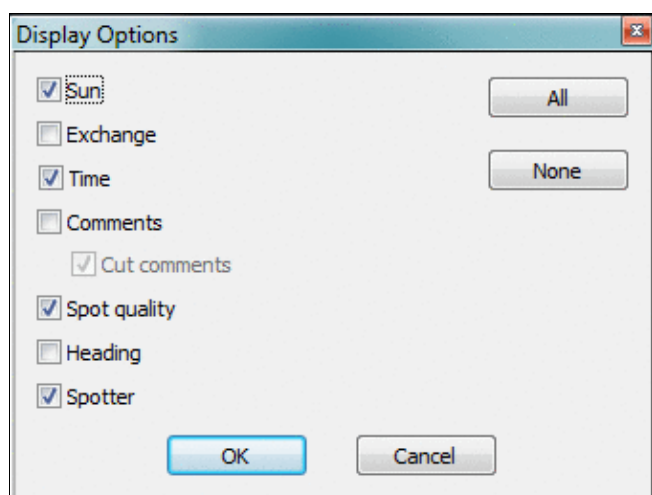 Display Options
Sun
All
Exchange
Time
None
Comments
Cut comments
Spot quality
Heading
Spotter
OK
Cancel